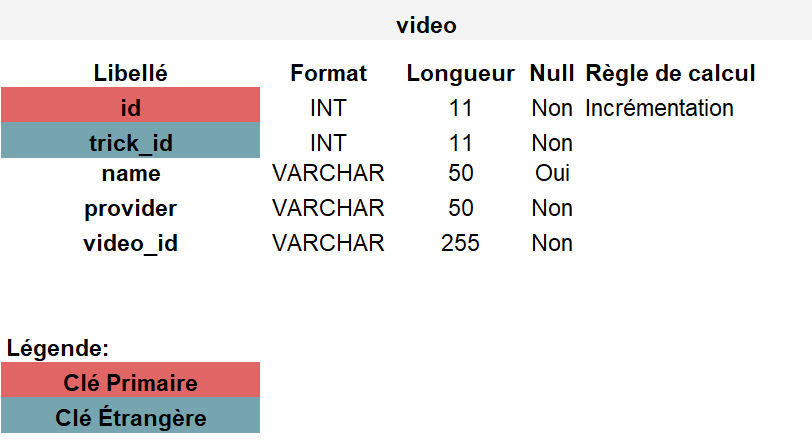 video
Libellé Format Longueur Null Règle de calcul
id INT 11 Non Incrémentation
trick_id INT 11 Non
name VARCHAR 50 Oui
provider VARCHAR 50 Non
video_id VARCHAR 255 Non
Légende:
Clé Primaire
Clé Étrangère